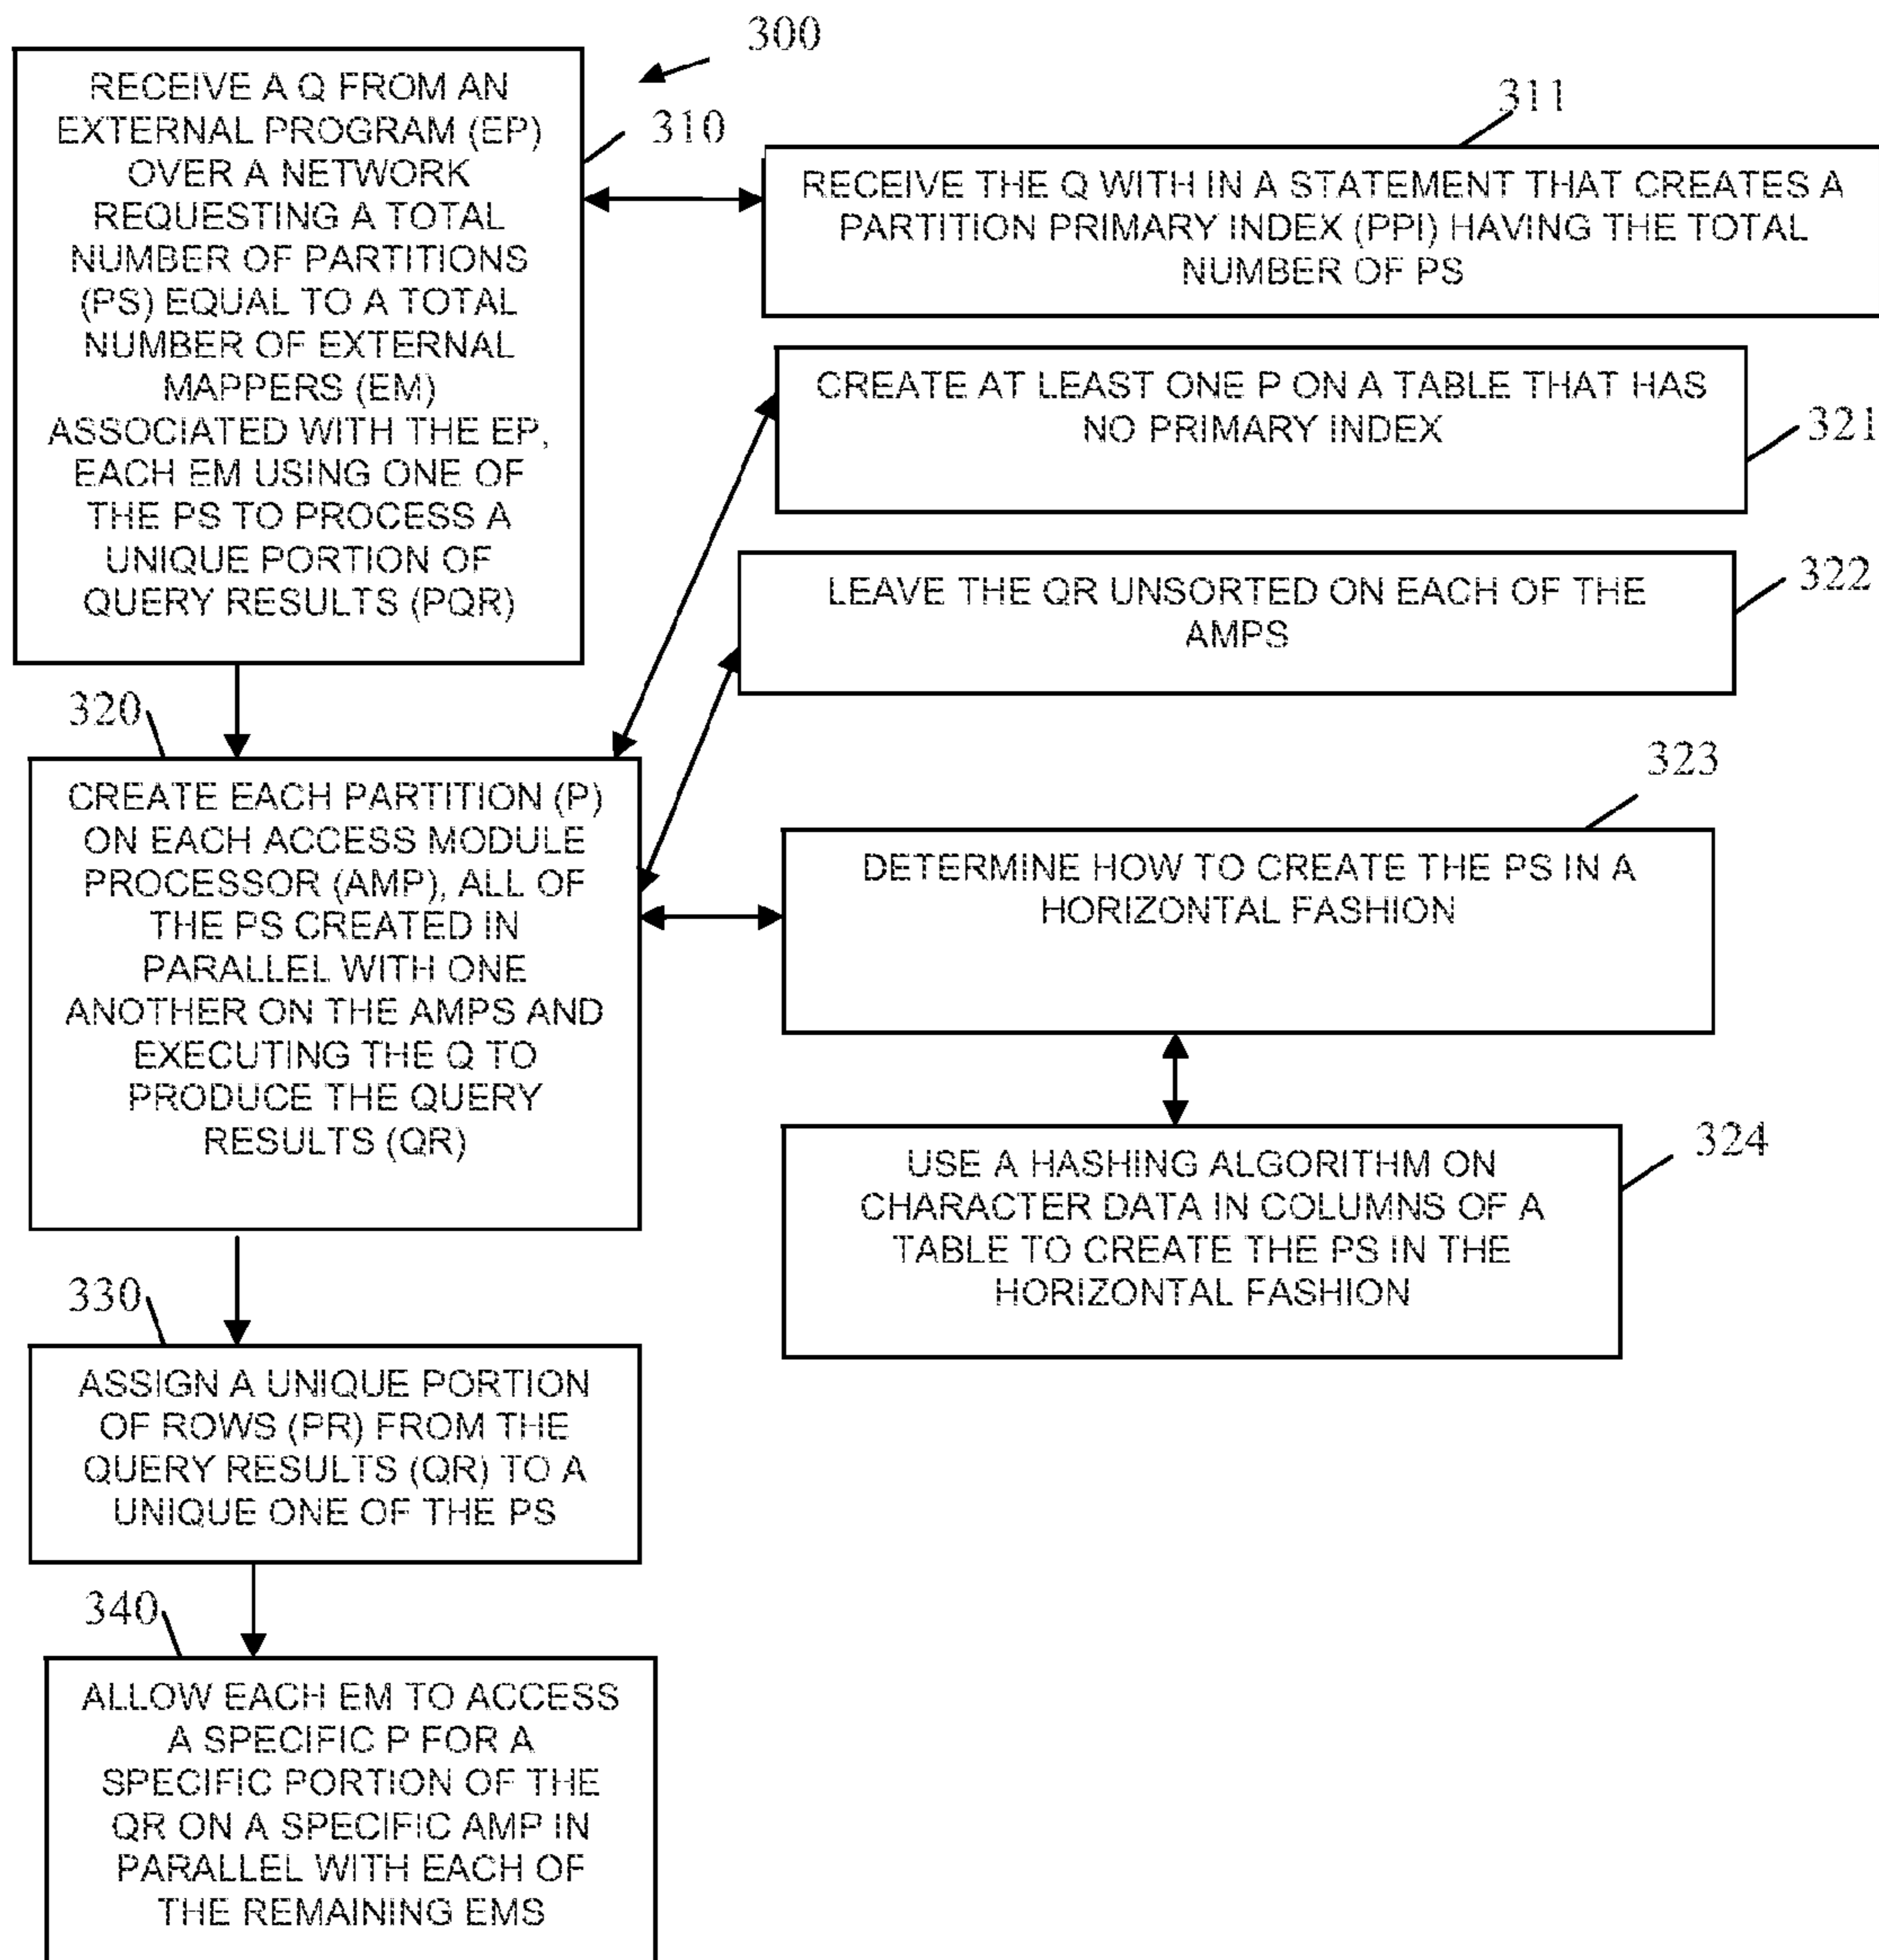 300
RECEIVE A Q FROM AN
EXTERNAL PROGRAM (EP)
OVER A NETWORK
REQUESTING A TOTAL
NUMBER OF PARTITIONS
(PS) EQUAL TO A TOTAL
NUMBER OF EXTERNAL
MAPPERS (EM)
ASSOCIATED WITH THE EP,
EACH EM USING ONE OF
THE PS TO PROCESS A
UNIQUE PORTION OF
QUERY RESULTS (PQR)
310
311
RECEIVE THE Q WITH IN A STATEMENT THAT CREATES A
PARTITION PRIMARY INDEX (PPI) HAVING THE TOTAL
NUMBER OF PS
CREATE AT LEAST ONE P ON A TABLE THAT HAS
NO PRIMARY INDEX
321
LEAVE THE QR UNSORTED ON EACH OF THE
AMPS
322
320
CREATE EACH PARTITION (P)
ON EACH ACCESS MODULE
PROCESSOR (AMP), ALL OF
THE PS CREATED IN
PARALLEL WITH ONE
ANOTHER ON THE AMPS AND
EXECUTING THE Q TO
PRODUCE THE QUERY
RESULTS (QR)
323
DETERMINE HOW TO CREATE THE PS IN A
HORIZONTAL FASHION
324
USE A HASHING ALGORITHM ON
CHARACTER DATA IN COLUMNS OF A
TABLE TO CREATE THE PS IN THE
HORIZONTAL FASHION
330
ASSIGN A UNIQUE PORTION
OF ROWS (PR) FROM THE
QUERY RESULTS (QR) TO A
UNIQUE ONE OF THE PS
340
ALLOW EACH EM TO ACCESS
A SPECIFIC P FOR A
SPECIFIC PORTION OF THE
QR ON A SPECIFIC AMP IN
PARALLEL WITH EACH OF
THE REMAINING EMS